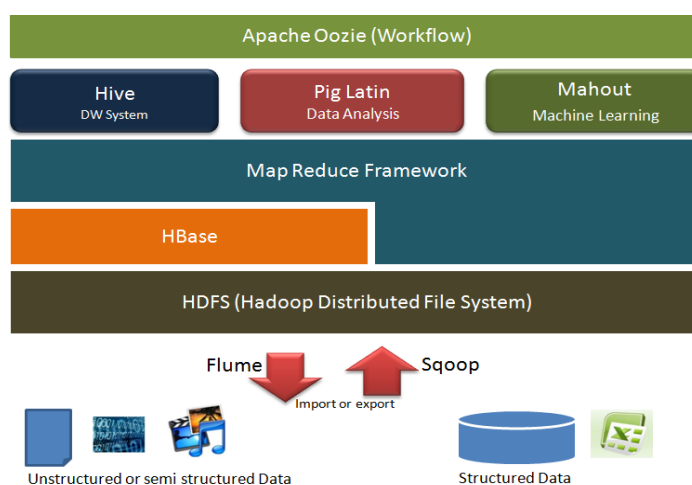 Apache Oozie (Workflow)
Hive
DW System
Pig Latin
Data Analysis
Mahout
Machine Learning
Map Reduce Framework
HBase
HDFS (Hadoop Distributed File System)
Flume
Sqoop
Import or export
Unstructured or semi structured Data
Structured Data